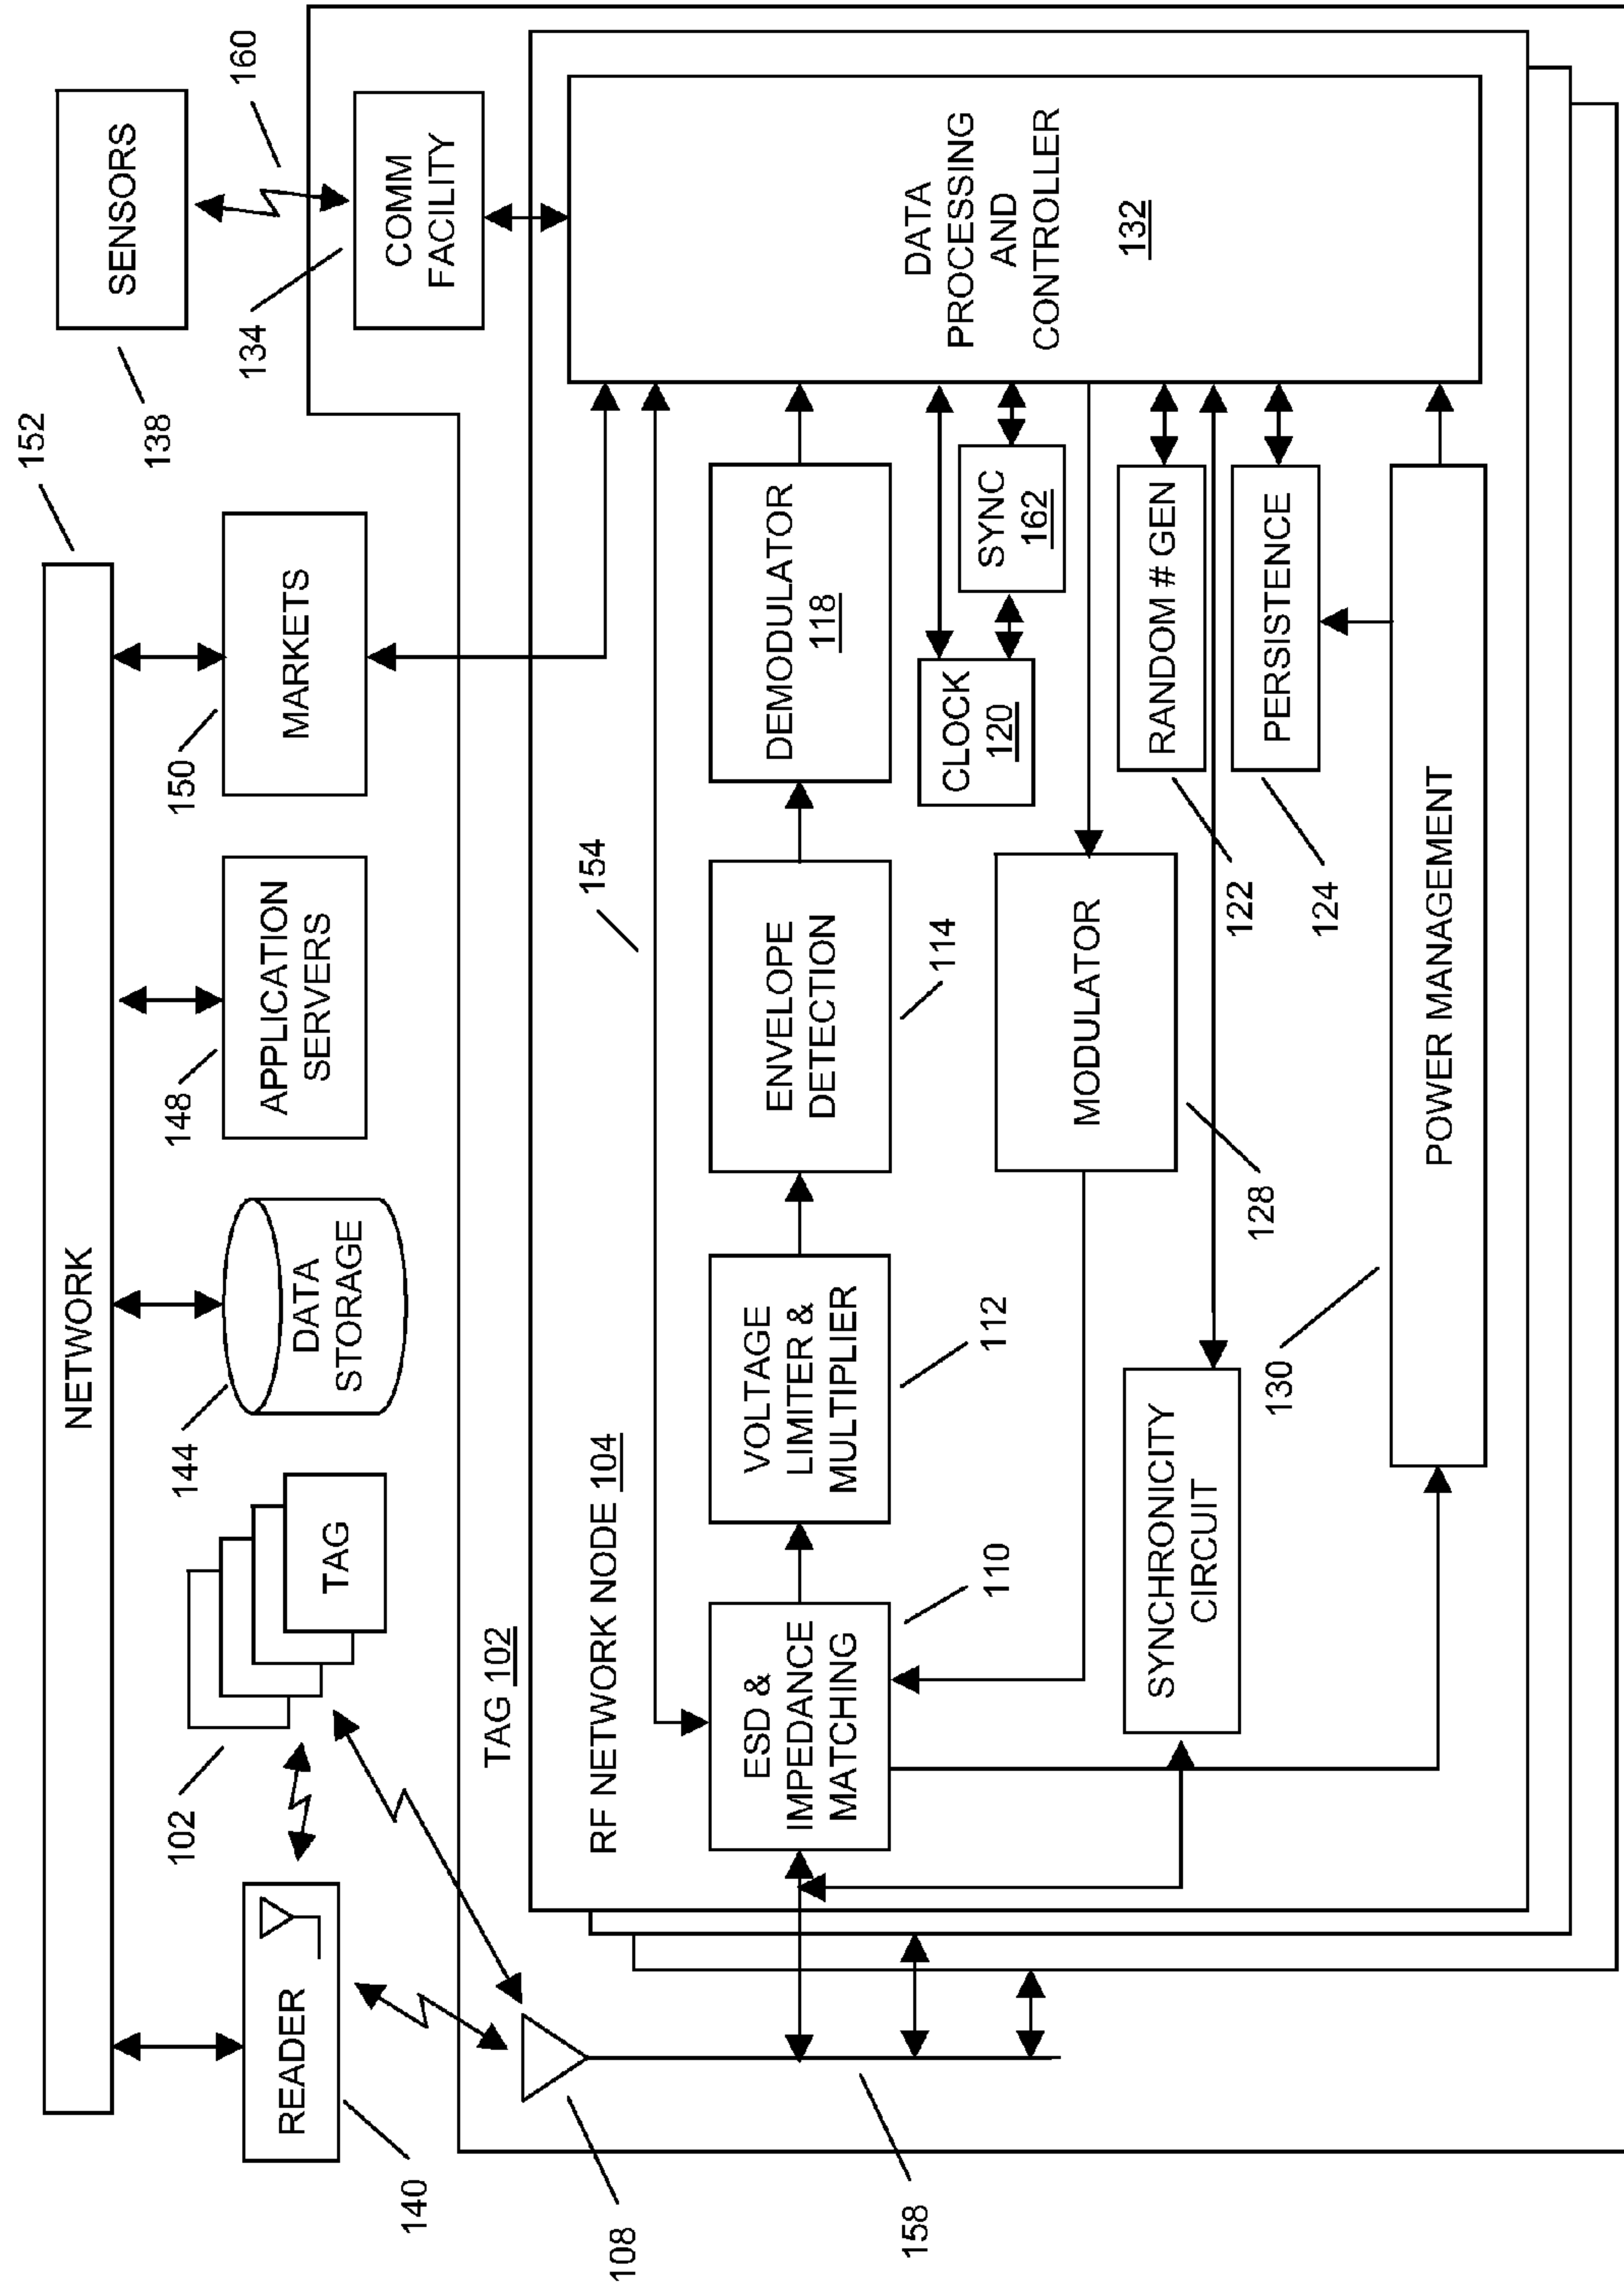 152
NETWORK
READER
140
102
TAG
144
DATA
STORAGE
148
APPLICATION
SERVERS
150
MARKETS
138
SENSORS
160
134
COMM
FACILITY
TAG 102
108
158
RF NETWORK NODE 104
154
ESD &
IMPEDANCE
MATCHING
110
VOLTAGE
LIMITER &
MULTIPLIER
112
ENVELOPE
DETECTION
114
DEMODULATOR
118
CLOCK
120
SYNC
162
DATA
PROCESSING
AND
CONTROLLER
132
MODULATOR
128
RANDOM # GEN
122
SYNCHRONICITY
CIRCUIT
PERSISTENCE
124
130
POWER MANAGEMENT